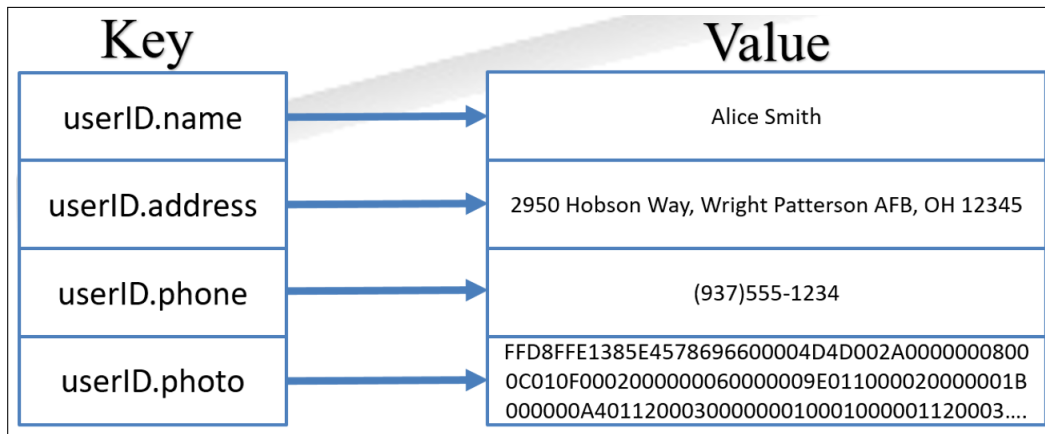 Key Value
userID.name Alice Smith
userID.address 2950 Hobson Way, Wright Patterson AFB, OH 12345
userID.phone (937)555-1234
userID.photo
FFD8FFE1385E4578696600004D4D002A0000000800
0C010F0002000000060000009E011000020000001B
000000A401120003000000010001000001120003....